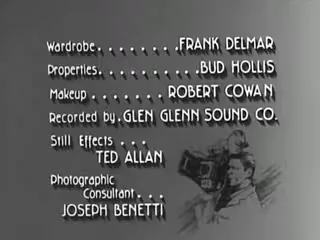 Wardrobe........FRANK DELMAR
Properties.........BUD HOLLIS
Makeup.......ROBERT COWAN
Recorded by.GLEN GLENN SOUND CO.
Still Effects...
TED ALLAN
Photographic
Consultant...
JOSEPH BENETTI